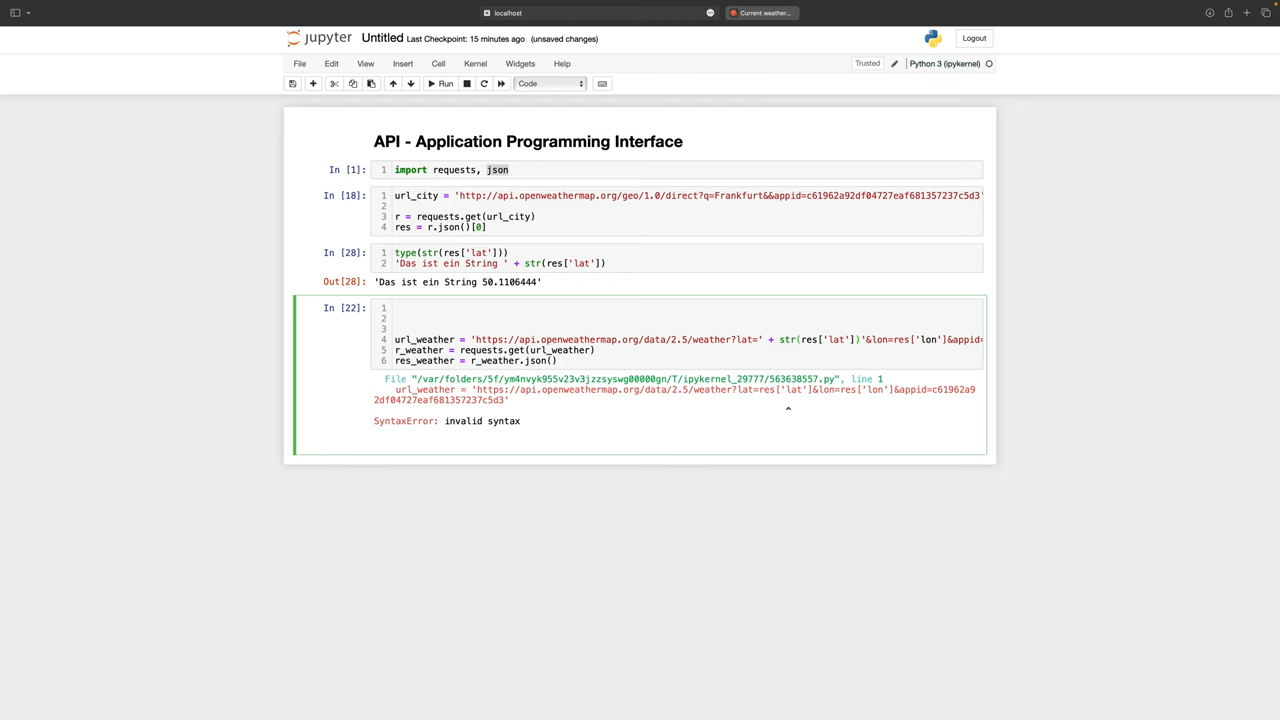 localhost
Current weather...
jupyter Untitled Last Checkpoint: 15 minutes ago (unsaved changes)
Logout
File Edit View Insert Cell Kernel Widgets Help
Trusted
Python 3 (ipykernel)
Run
Code
API - Application Programming Interface
In [1]: 1 import requests, json
In [18]: 1 url_city = 'http://api.openweathermap.org/geo/1.0/direct?q=Frankfurt&&appid=c61962a92df04727eaf681357237c5d3'
2
3 r = requests.get(url_city)
4 res = r.json()[0]
In [28]: 1 type(str(res['lat']))
2 'Das ist ein String ' + str(res['lat'])
Out[28]: 'Das ist ein String 50.1106444'
In [22]: 1
2
3
4 url_weather = 'https://api.openweathermap.org/data/2.5/weather?lat=' + str(res['lat'])'&lon=res['lon']&appid=
5 r_weather = requests.get(url_weather)
6 res_weather = r_weather.json()
File "/var/folders/5f/ym4nvyk955v23v3jzzsyswg00000gn/T/ipykernel_29777/563638557.py", line 1
url_weather = 'https://api.openweathermap.org/data/2.5/weather?lat=res['lat']&lon=res['lon']&appid=c61962a9
2df04727eaf681357237c5d3'
^
SyntaxError: invalid syntax